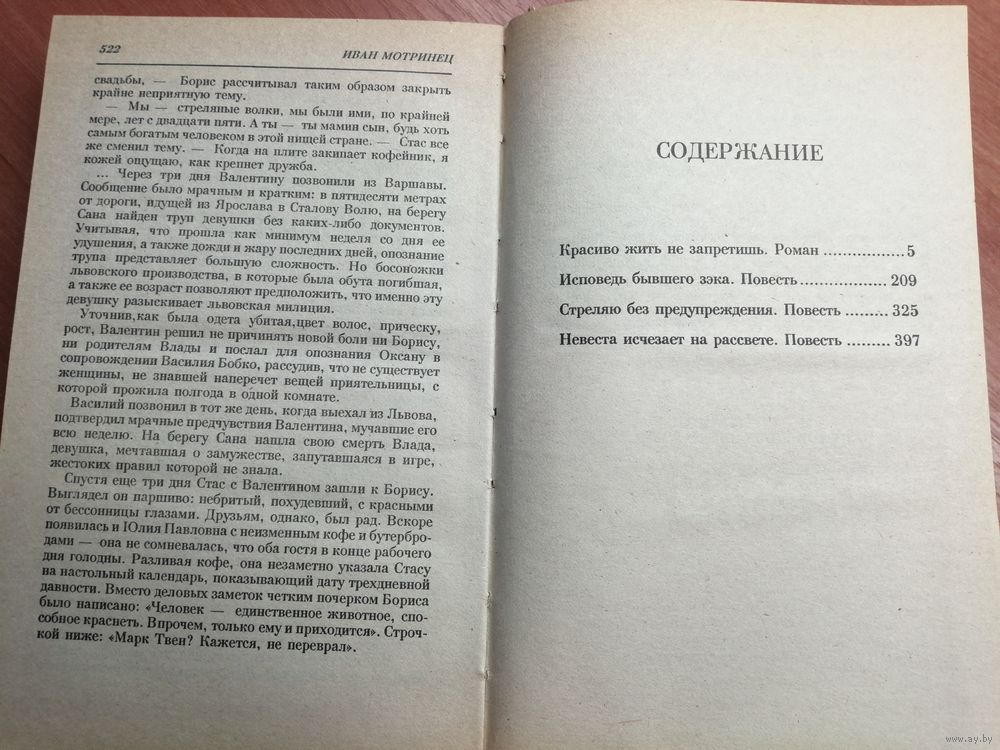 522
ИВАН МОТРИНЕЦ
свадьбы, — Борис рассчитывал таким образом закрыть
крайне неприятную тему.
— Мы — стреляные волки, мы были ими, по крайней
мере, лет с двадцати пяти. А ты — ты мамин сын, будь хоть
самым богатым человеком в этой нищей стране. — Стас все
же сменил тему. — Когда на плите закипает кофейник, я
кожей ощущаю, как крепнет дружба.
... Через три дня Валентину позвонили из Варшавы.
Сообщение было мрачным и кратким: в пятидесяти метрах
от дороги, идущей из Ярослава в Сталову Волю, на берегу
Сана найден труп девушки без каких-либо документов.
Учитывая, что прошла как минимум неделя со дня ее
удушения, а также дожди и жару последних дней, опознание
трупа представляет большую сложность. Но босоножки
львовского производства, в которые была обута погибшая,
а также ее возраст позволяют предположить, что именно эту
девушку разыскивает львовская милиция.
Уточнив,как была одета убитая,цвет волос, прическу,
рост, Валентин решил не причинять новой боли ни Борису,
ни родителям Влады и послал для опознания Оксану в
сопровождении Василия Бобко, рассудив, что не существует
женщины, не знавшей наперечет вещей приятельницы, с
которой прожила полгода в одной комнате.
Василий позвонил в тот же день, когда выехал из Львова,
подтвердил мрачные предчувствия Валентина, мучавшие его
всю неделю. На берегу Сана нашла свою смерть Влада,
девушка, мечтавшая о замужестве, запутавшаяся в игре,
жестоких правил которой не знала.
Спустя еще три дня Стас с Валентином зашли к Борису.
Выглядел он паршиво: небритый, похудевший, с красными
от бессонницы глазами. Друзьям, однако, был рад. Вскоре
появилась и Юлия Павловна с неизменным кофе и бутербро-
дами — она не сомневалась, что оба гостя в конце рабочего
дня голодны. Разливая кофе, она незаметно указала Стасу
на настольный календарь, показывающий дату трехдневной
давности. Вместо деловых заметок четким почерком Бориса
было написано: «Человек — единственное животное, спо-
собное краснеть. Впрочем, только ему и приходится». Строч-
кой ниже: «Марк Твен? Кажется, не переврал».
СОДЕРЖАНИЕ
Красиво жить не запретишь. Роман .................5
Исповедь бывшего зэка. Повесть...................209
Стреляю без предупреждения. Повесть .........325
Невеста исчезает на рассвете. Повесть .........397
www.ay.by